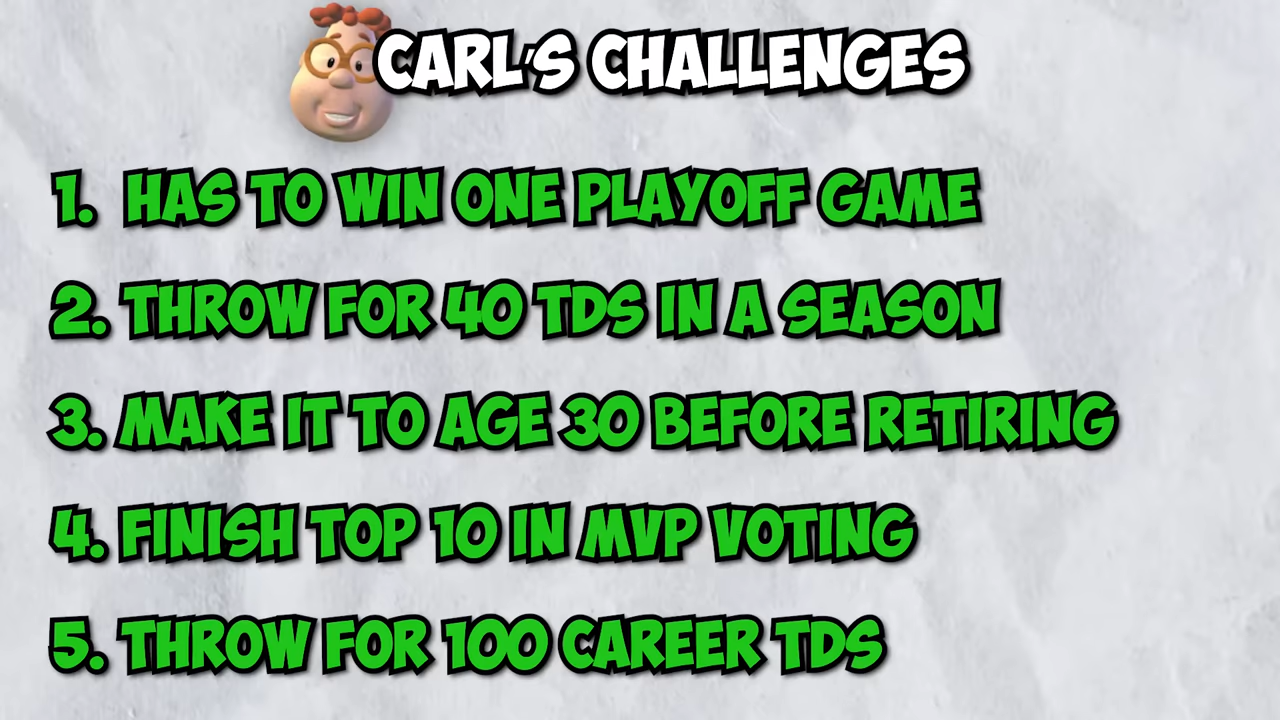 CARL'S CHALLENGES
1. HAS TO WIN ONE PLAYOFF GAME
2. THROW FOR 40 TDS IN A SEASON
3. MAKE IT TO AGE 30 BEFORE RETIRING
4. FINISH TOP 10 IN MVP VOTING
5. THROW FOR 100 CAREER TDS